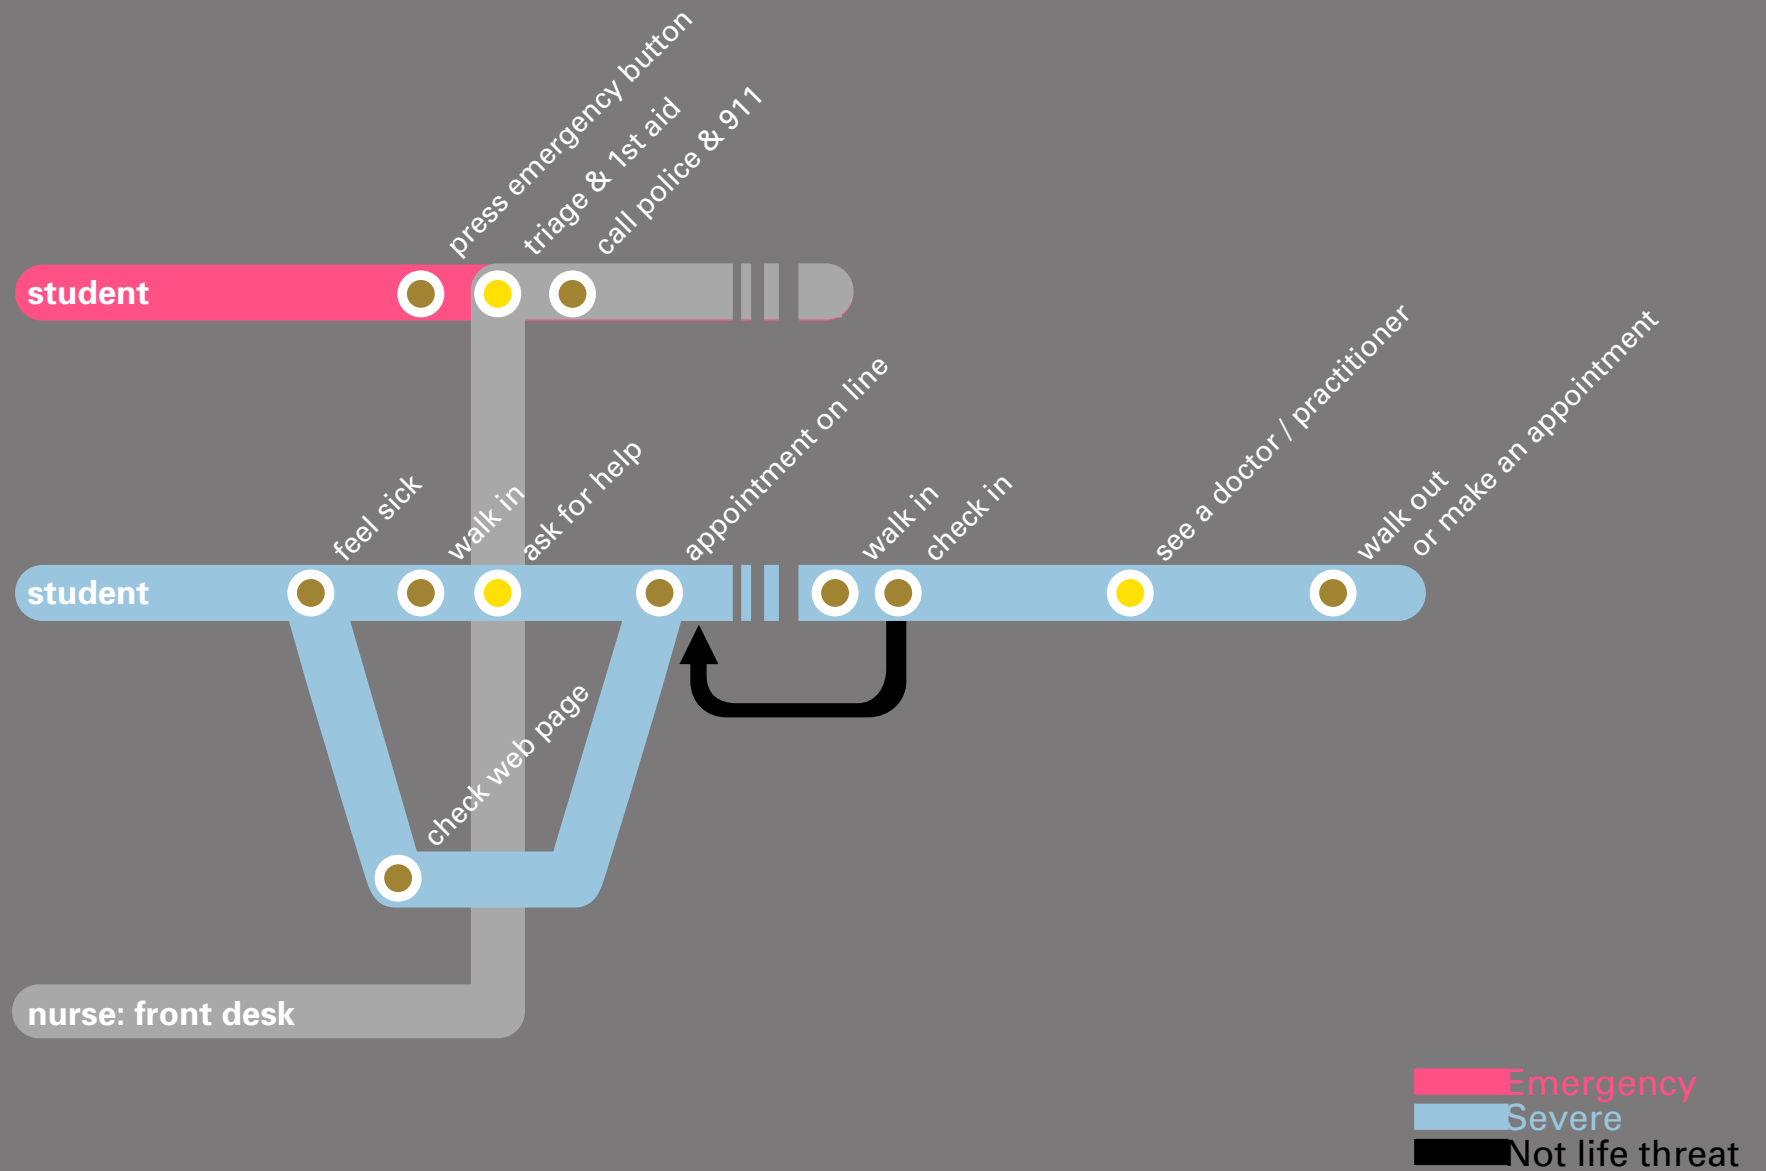 press emergency button
triage & 1st aid
call police & 911
student
feel sick
walk in
ask for help
appointment on line
walk in
check in
see a doctor / practitioner
walk out
or make an appointment
student
check web page
nurse: front desk
Emergency
Severe
Not life threat